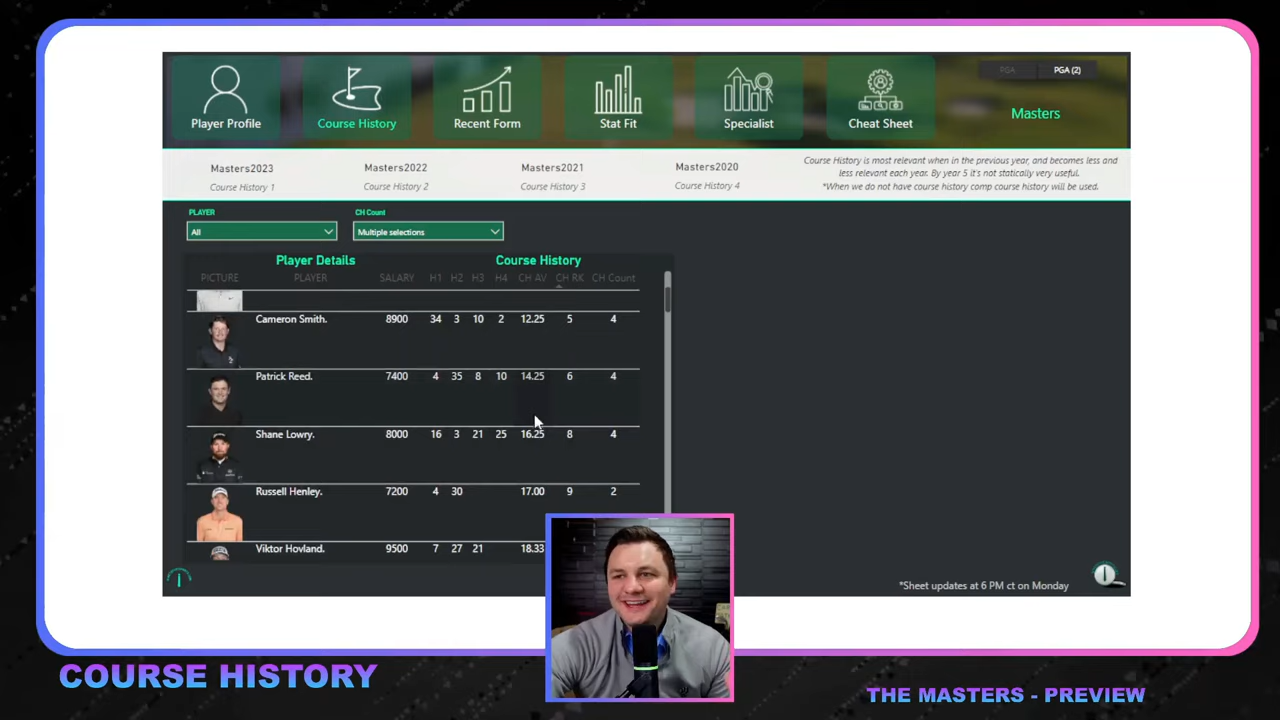 Player Profile
Course History
Recent Form
Stat Fit
Specialist
Cheat Sheet
PGA
PGA (2)
Masters
Masters2023
Course History 1
Masters2022
Course History 2
Masters2021
Course History 3
Masters2020
Course History 4
Course History is most relevant when in the previous year, and becomes less and
less relevant each year. By year 5 it's not statically very useful.
*When we do not have course history comp course history will be used.
PLAYER
All
CH Count
Multiple selections
Player Details
Course History
PICTURE PLAYER SALARY H1 H2 H3 H4 CH AV CH RK CH Count
Cameron Smith. 8900 34 3 10 2 12.25 5 4
Patrick Reed. 7400 4 35 8 10 14.25 6 4
Shane Lowry. 8000 16 3 21 25 16.25 8 4
Russell Henley. 7200 4 30 17.00 9 2
Viktor Hovland. 9500 7 27 21 18.33
*Sheet updates at 6 PM ct on Monday
COURSE HISTORY
THE MASTERS - PREVIEW